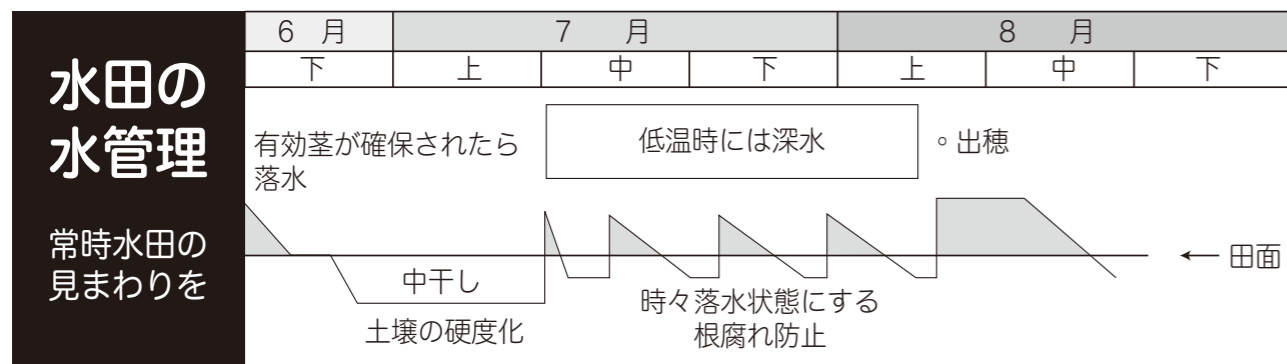 水田の
水管理
常時水田の
見まわりを
6 月
7 月
8 月
下
上
中
下
上
中
下
有効茎が確保されたら
落水
低温時には深水
出穂
中干し
土壌の硬度化
時々落水状態にする
根腐れ防止
← 田面